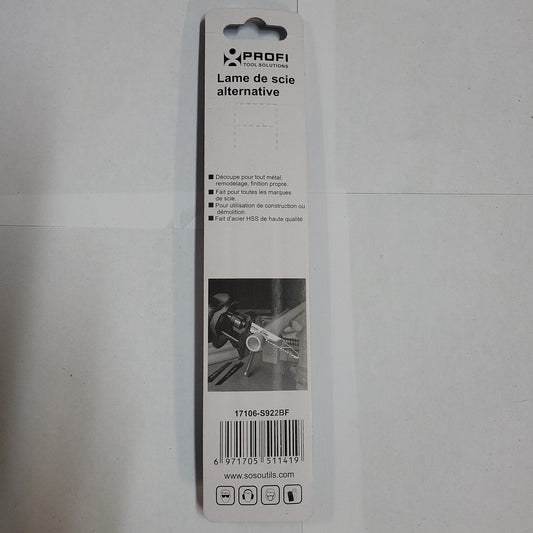 PROFI
TOOL SOLUTIONS
Lame de scie
alternative
■ Découpe pour tout métal,
remodelage, finition propre.
■ Fait pour toutes les marques
de scie.
■ Pour utilisation de construction ou
démolition.
■ Fait d'acier HSS de haute qualité
17106-S922BF
6 971705 511419
www.sosoutils.com